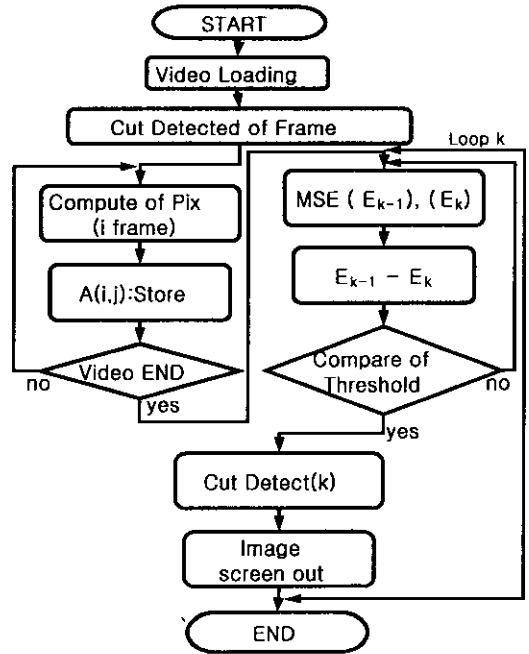 START
Video Loading
Cut Detected of Frame
Loop k
Compute of Pix
(i frame)
A(i,j):Store
Video END
no
yes
MSE ( E_{k-1}), (E_k)
E_{k-1} − E_k
Compare of
Threshold
no
yes
Cut Detect(k)
Image
screen out
END